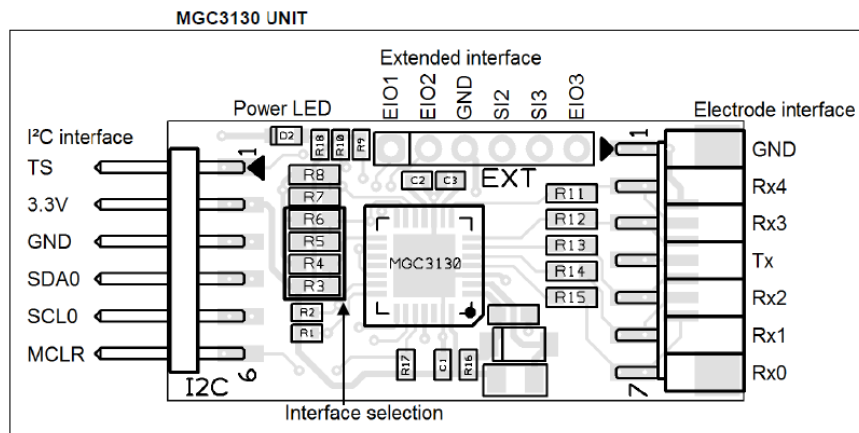 MGC3130 UNIT
Extended interface
EIO1
EIO2
GND
SI2
SI3
EIO3
Power LED
Electrode interface
I²C interface
TS
3.3V
GND
SDA0
SCL0
MCLR
1
6
I2C
D2
R18
R10
R9
R8
R7
R6
R5
R4
R3
R2
R1
C2
C3
EXT
MGC3130
R11
R12
R13
R14
R15
R17
C1
R16
1
7
GND
Rx4
Rx3
Tx
Rx2
Rx1
Rx0
Interface selection